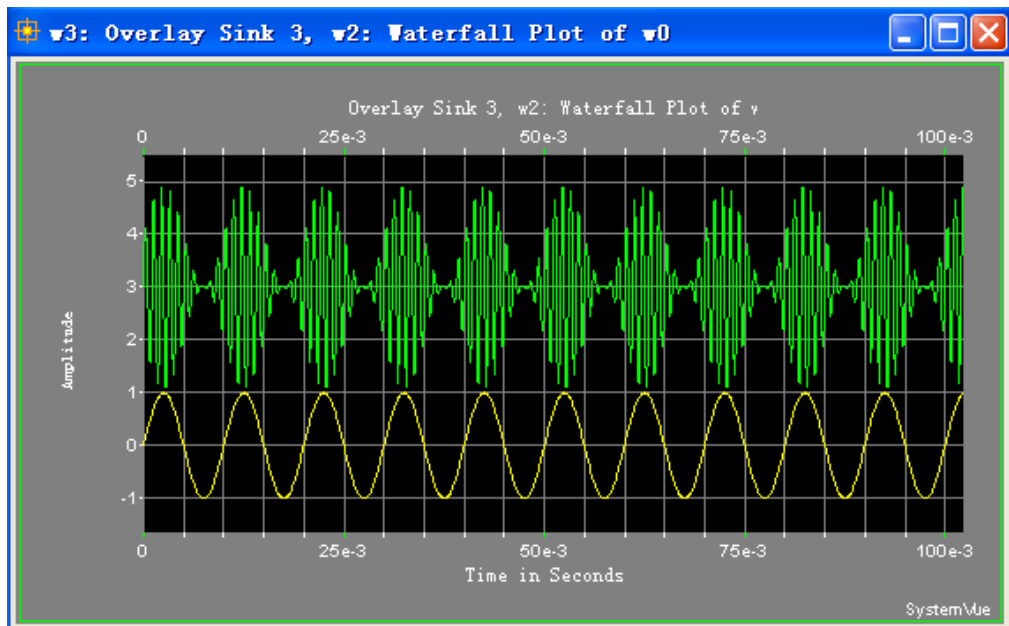 w3: Overlay Sink 3, w2: Waterfall Plot of w0
Overlay Sink 3, w2: Waterfall Plot of w
0 25e-3 50e-3 75e-3 100e-3
5
4
3
2
1
0
-1
Amplitude
0 25e-3 50e-3 75e-3 100e-3
Time in Seconds
SystemVue